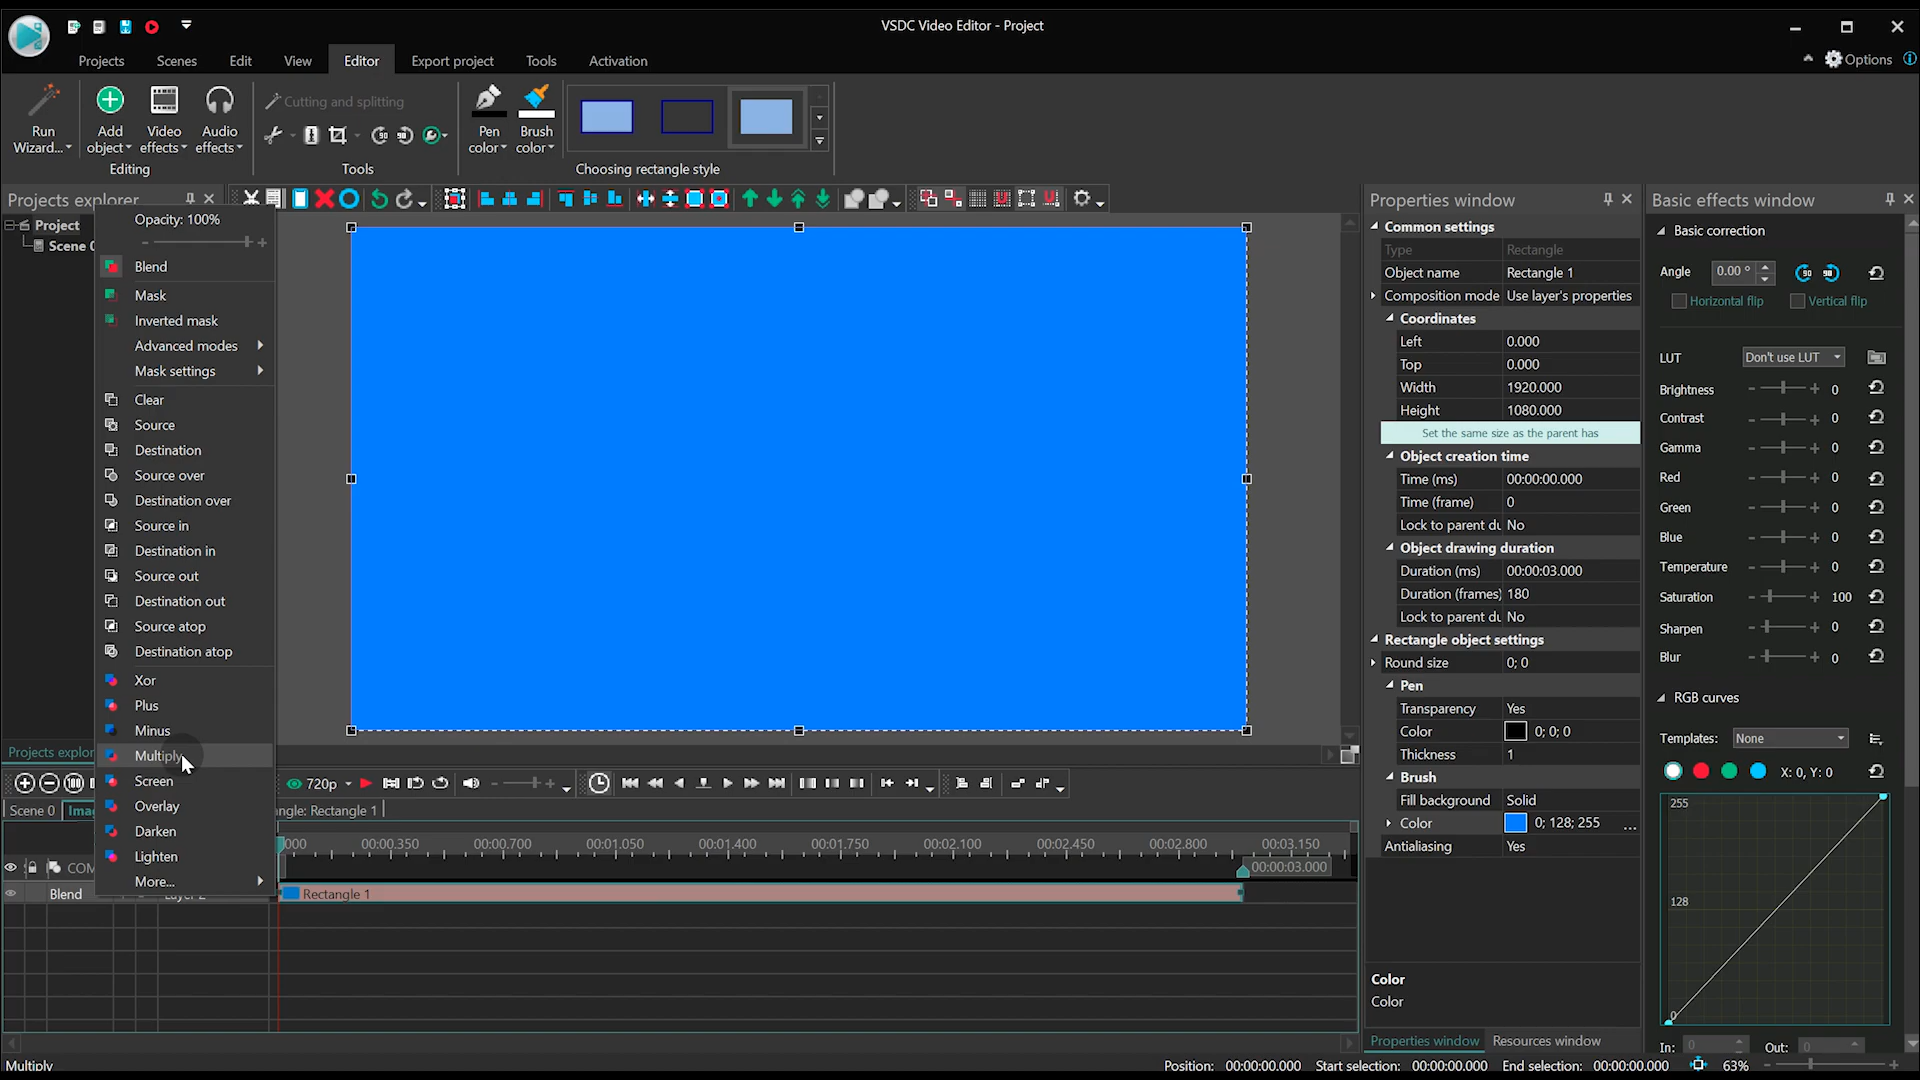 VSDC Video Editor - Project
Projects
Scenes
Edit
View
Editor
Export project
Tools
Activation
Options
Run
Wizard...
Add
object
Video
effects
Audio
effects
Editing
Cutting and splitting
Tools
Pen
color
Brush
color
Choosing rectangle style
Projects explorer
Project
Scene 0
Opacity: 100%
Blend
Mask
Inverted mask
Advanced modes
Mask settings
Clear
Source
Destination
Source over
Destination over
Source in
Destination in
Source out
Destination out
Source atop
Destination atop
Xor
Plus
Minus
Multiply
Screen
Overlay
Darken
Lighten
More...
Properties window
Common settings
Type Rectangle
Object name Rectangle 1
Composition mode Use layer's properties
Coordinates
Left 0.000
Top 0.000
Width 1920.000
Height 1080.000
Set the same size as the parent has
Object creation time
Time (ms) 00:00:00.000
Time (frame) 0
Lock to parent du No
Object drawing duration
Duration (ms) 00:00:03.000
Duration (frames) 180
Lock to parent du No
Rectangle object settings
Round size 0; 0
Pen
Transparency Yes
Color 0; 0; 0
Thickness 1
Brush
Fill background Solid
Color 0; 128; 255 ...
Antialiasing Yes
Color
Color
Properties window
Resources window
Basic effects window
Basic correction
Angle 0.00 °
90 90
Horizontal flip
Vertical flip
LUT Don't use LUT
Brightness 0
Contrast 0
Gamma 0
Red 0
Green 0
Blue 0
Temperature 0
Saturation 100
Sharpen 0
Blur 0
RGB curves
Templates: None
X: 0, Y: 0
255
128
0
In: 0 Out: 0
Projects explor
720p
Scene 0
Imag
angle: Rectangle 1
000 00:00.350 00:00.700 00:01.050 00:01.400 00:01.750 00:02.100 00:02.450 00:02.800 00:03.150
00:00:03.000
COM
Blend
Rectangle 1
Multiply
Position: 00:00:00.000
Start selection: 00:00:00.000
End selection: 00:00:00.000
63%